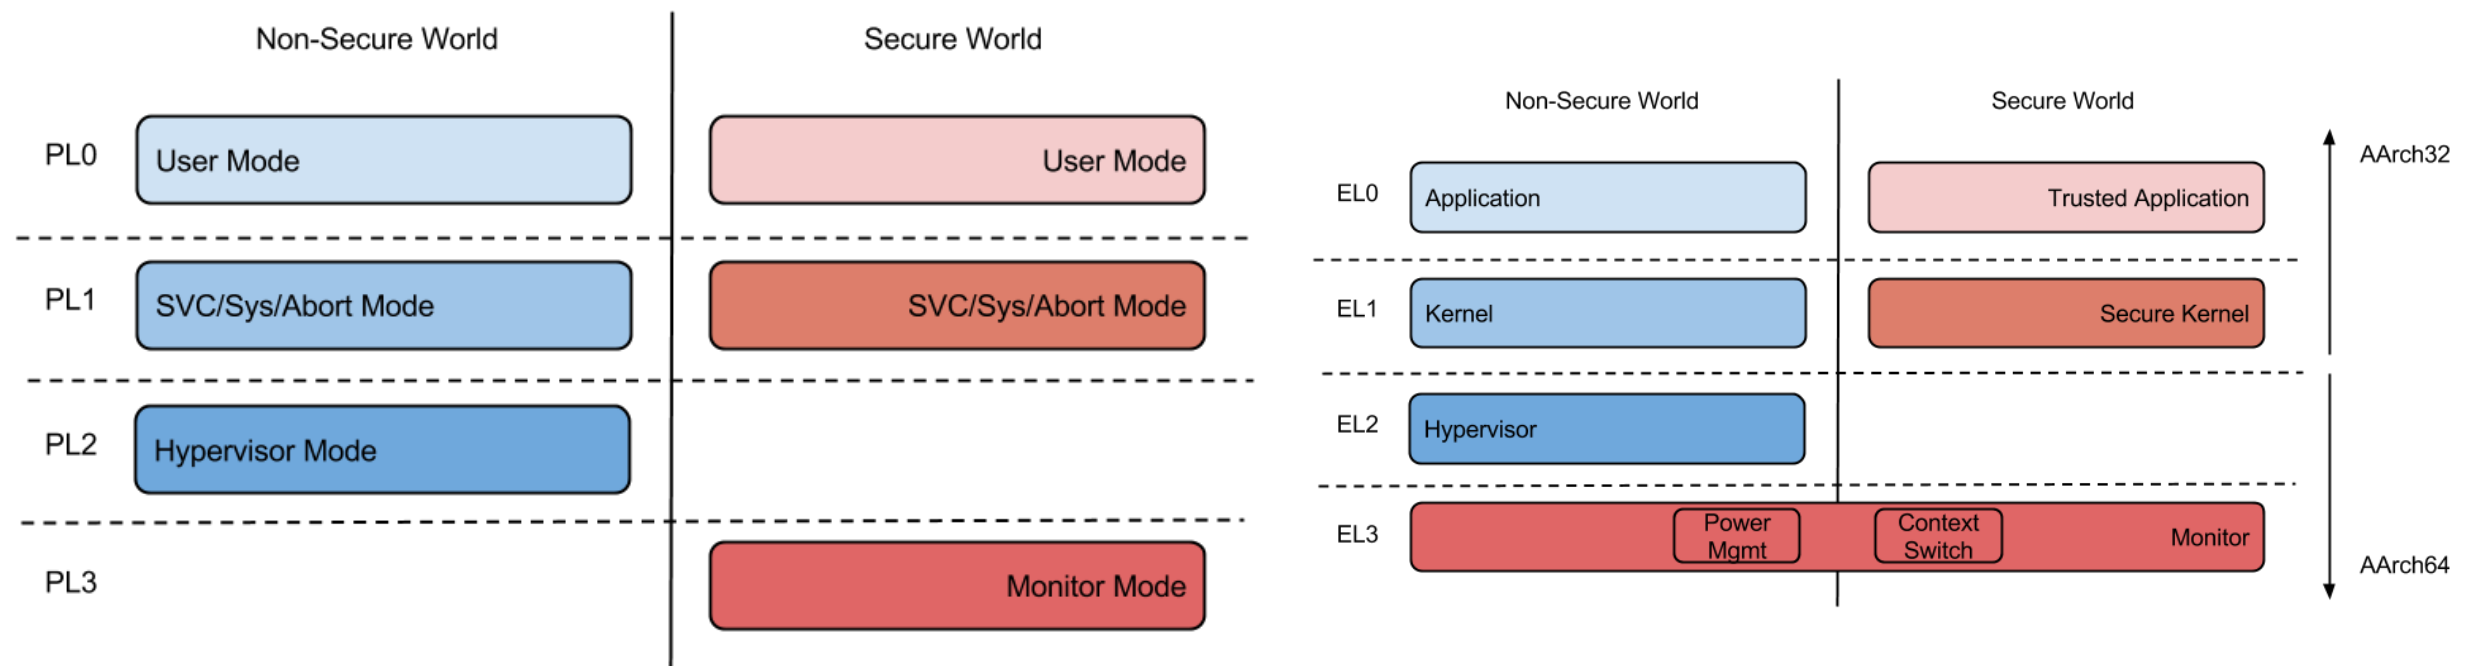 Non-Secure World
Secure World
PL0
User Mode
User Mode
PL1
SVC/Sys/Abort Mode
SVC/Sys/Abort Mode
PL2
Hypervisor Mode
PL3
Monitor Mode
Non-Secure World
Secure World
AArch32
EL0
Application
Trusted Application
EL1
Kernel
Secure Kernel
EL2
Hypervisor
EL3
Power
Mgmt
Context
Switch
Monitor
AArch64